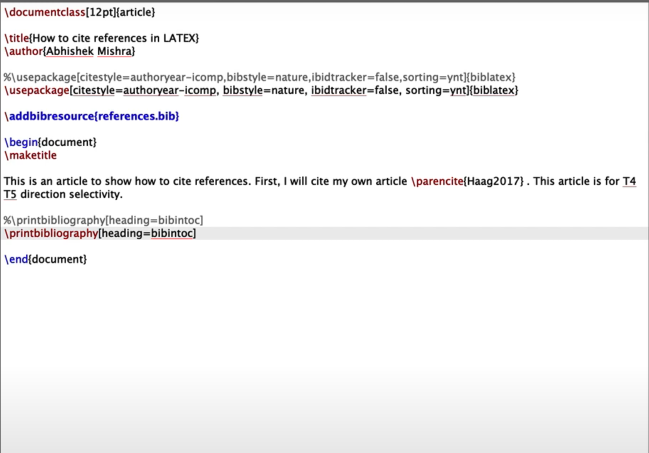 \documentclass[12pt]{article}
\title{How to cite references in LATEX}
\author{Abhishek Mishra}
%\usepackage[citestyle=authoryear-icomp,bibstyle=nature,ibidtracker=false,sorting=ynt]{biblatex}
\usepackage[citestyle=authoryear-icomp, bibstyle=nature, ibidtracker=false, sorting=ynt]{biblatex}
\addbibresource{references.bib}
\begin{document}
\maketitle
This is an article to show how to cite references. First, I will cite my own article \parencite{Haag2017} . This article is for T4
T5 direction selectivity.
%\printbibliography[heading=bibintoc]
\printbibliography[heading=bibintoc]
\end{document}